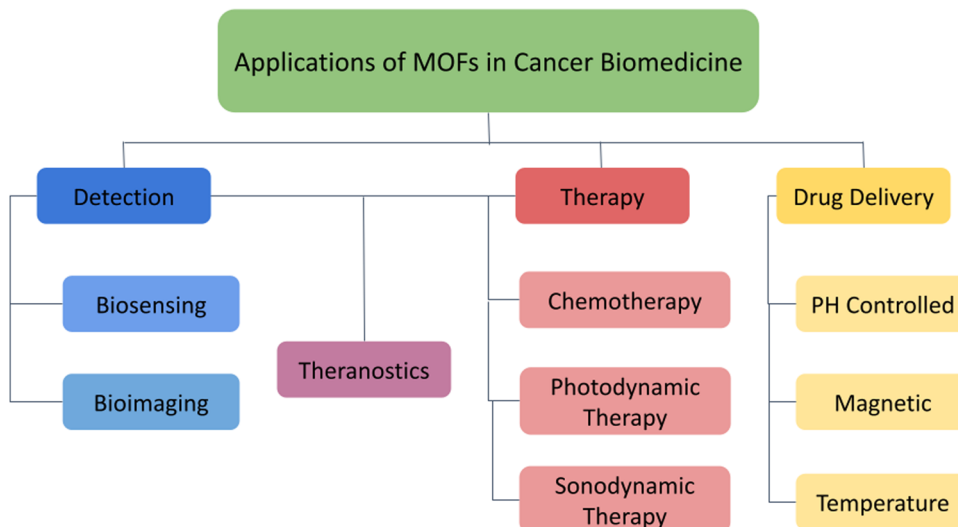 Applications of MOFs in Cancer Biomedicine
Detection
Therapy
Drug Delivery
Biosensing
Chemotherapy
PH Controlled
Theranostics
Bioimaging
Photodynamic
Therapy
Magnetic
Sonodynamic
Therapy
Temperature